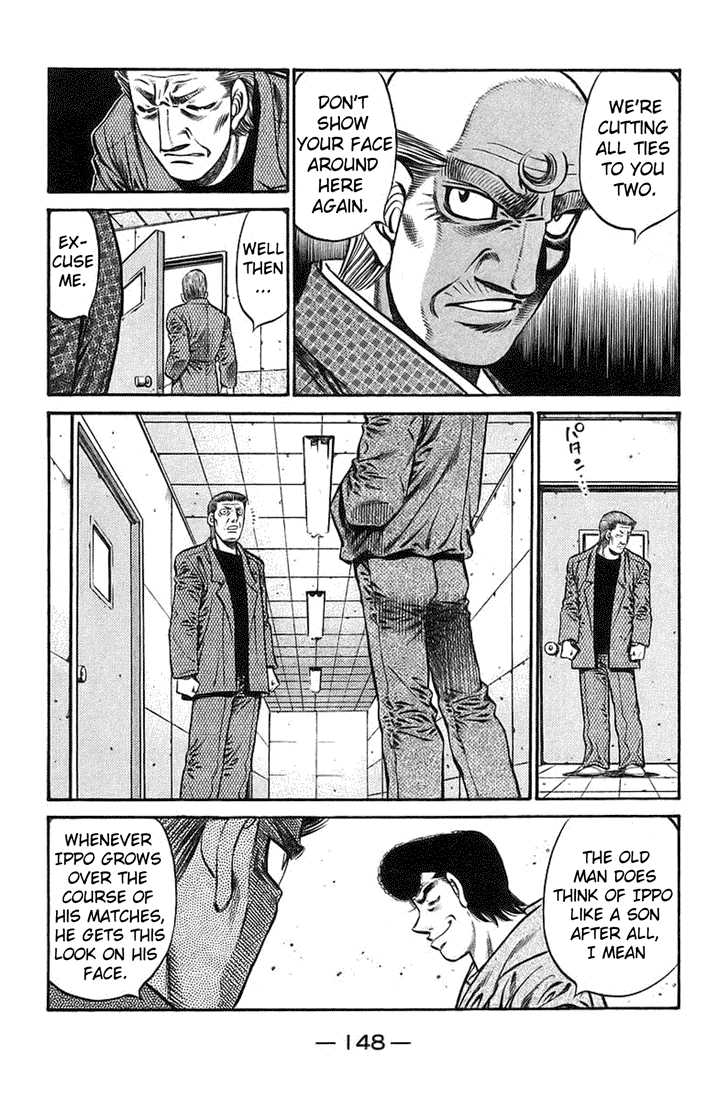 WE'RE
CUTTING
ALL TIES
TO YOU
TWO.
DON'T
SHOW
YOUR FACE
AROUND
HERE
AGAIN.
WELL
THEN
...
EX-
CUSE
ME.
パタン...
THE OLD
MAN DOES
THINK OF IPPO
LIKE A SON
AFTER ALL,
I MEAN
WHENEVER
IPPO GROWS
OVER THE
COURSE OF
HIS MATCHES,
HE GETS THIS
LOOK ON HIS
FACE.
— 148 —